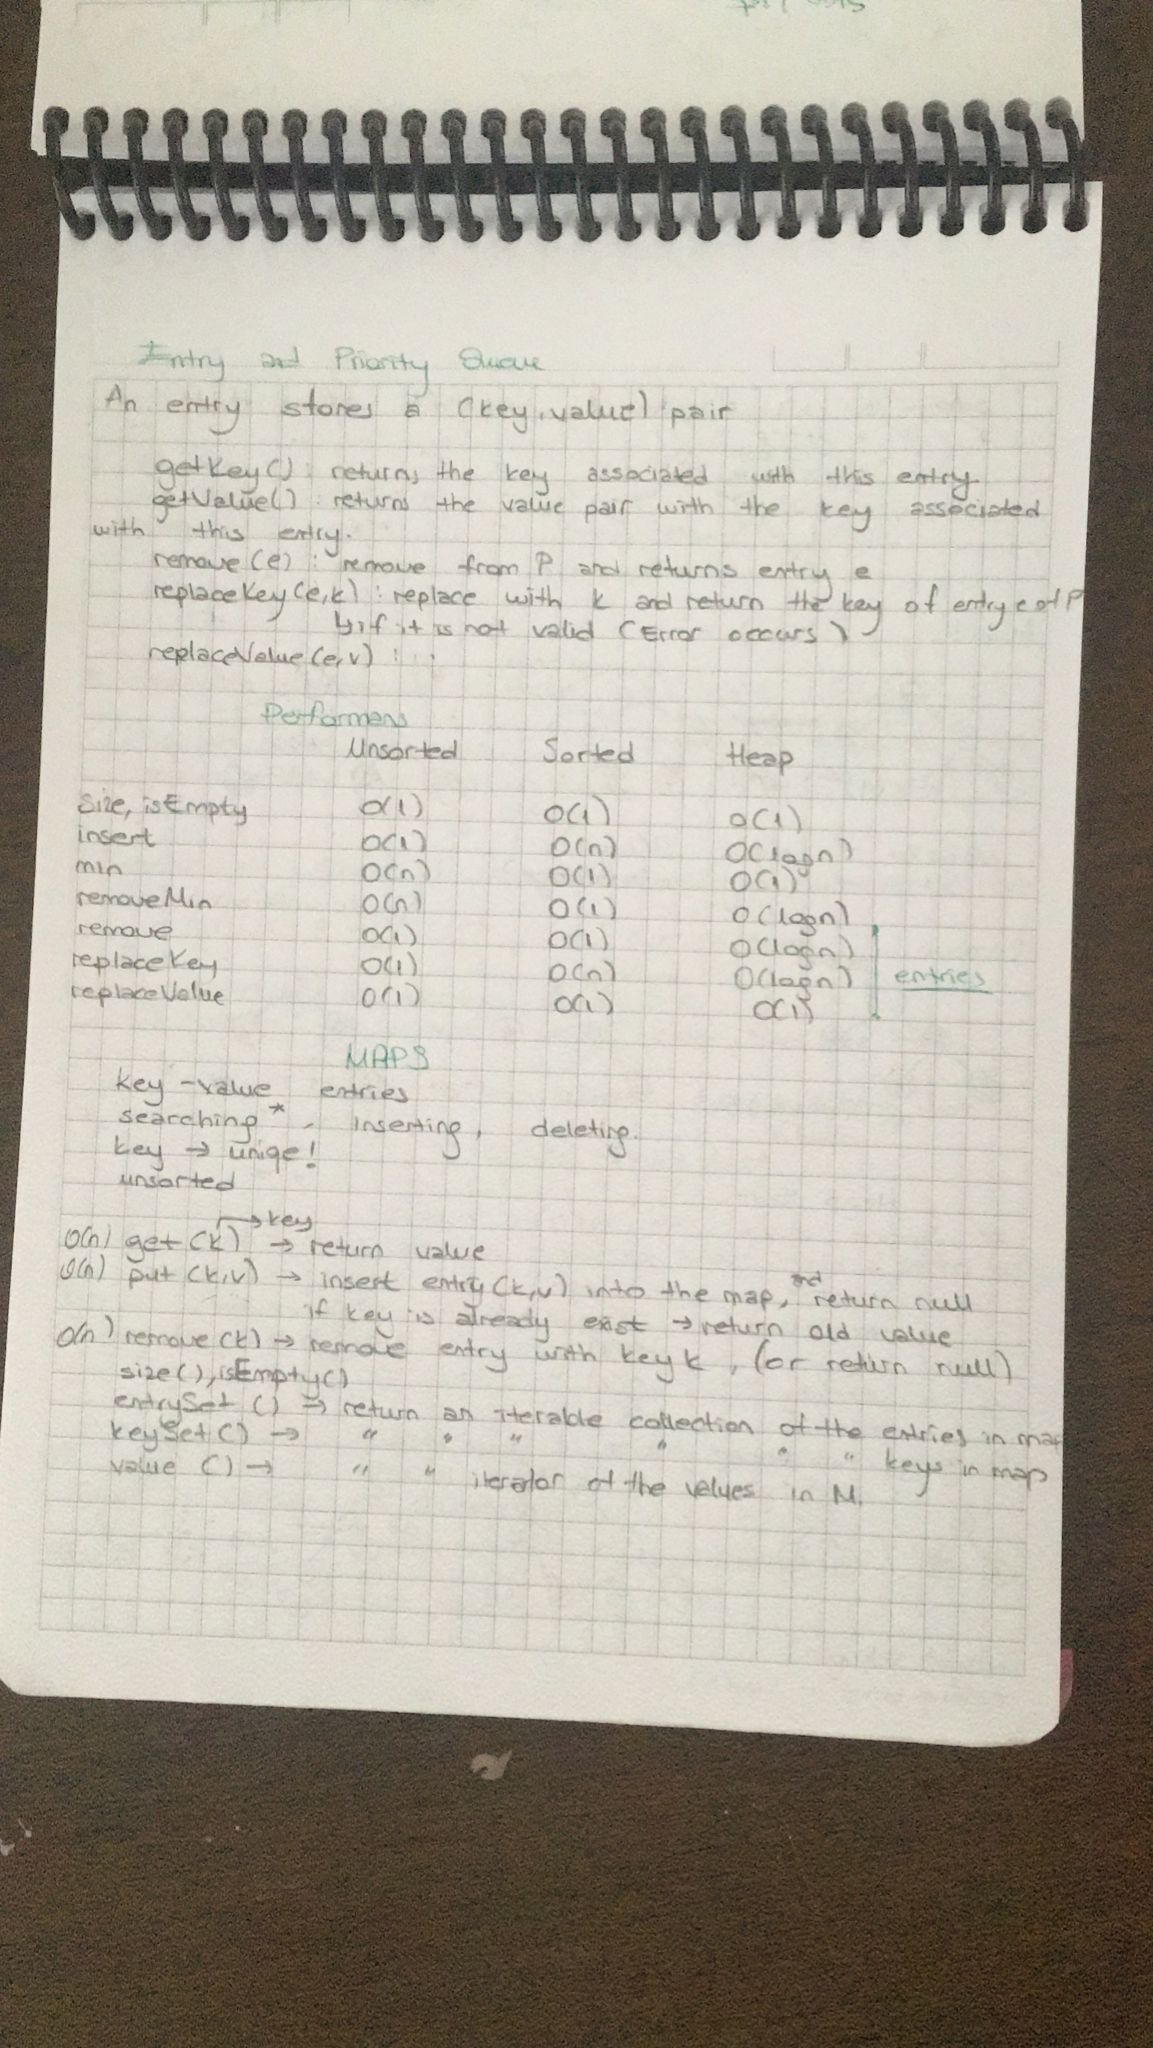 Entry and Priority Queue
An entry stores a (key,value) pair
getKey() : returns the key associated with this entry
getValue() : returns the value pair with the key associated
with this entry.
remove(e) : remove from P and returns entry e
replaceKey(e,k) : replace with k and return the key of entry e of P
↳ if it is not valid (Error occurs)
replaceValue(e,v) : ..
Performans
Unsorted Sorted Heap
Size, isEmpty O(1) O(1) O(1)
insert O(1) O(n) O(logn)
min O(n) O(1) O(1)
removeMin O(n) O(1) O(logn)
remove O(1) O(1) O(logn)
replaceKey O(1) O(n) O(logn) entries
replaceValue O(1) O(1) O(1)
MAPS
key - value entries
searching*, inserting, deleting.
key → uniqe!
unsorted
→ key
O(n) get(k) → return value
O(n) put(k,v) → insert entry(k,v) into the map, and return null
if key is already exist → return old value
O(n) remove(k) → remove entry with key k, (or return null)
size(), isEmpty()
entrySet() → return an iterable collection of the entries in map
keySet() → " " " " " " keys in map
value() → " " iterator of the values in M.